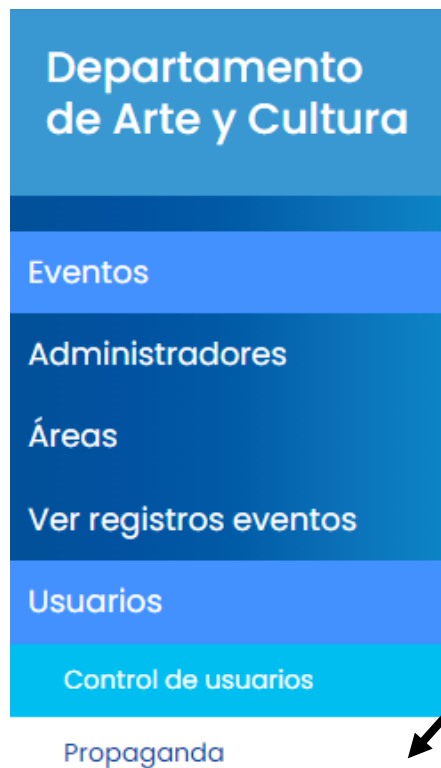 Departamento
de Arte y Cultura
Eventos
Administradores
Áreas
Ver registros eventos
Usuarios
Control de usuarios
Propaganda